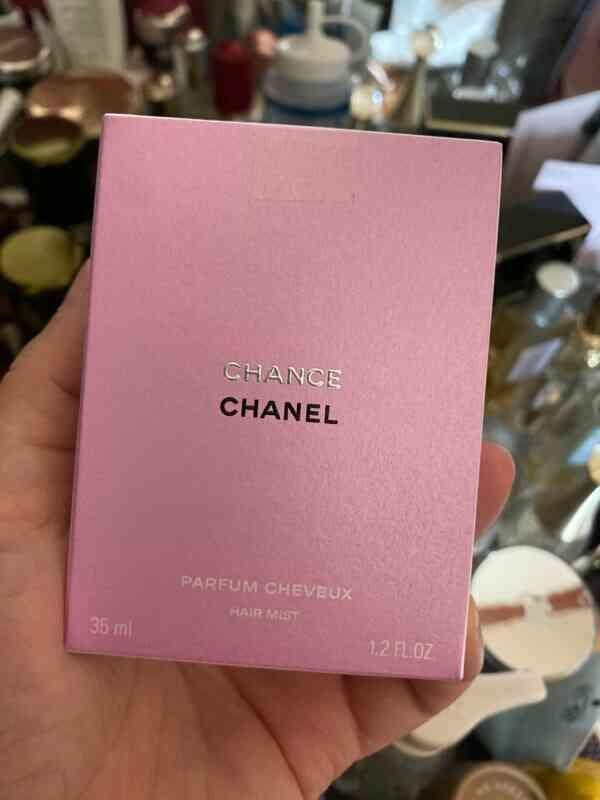 CHANCE
CHANEL
PARFUM CHEVEUX
HAIR MIST
35 ml
1.2 FL.OZ.